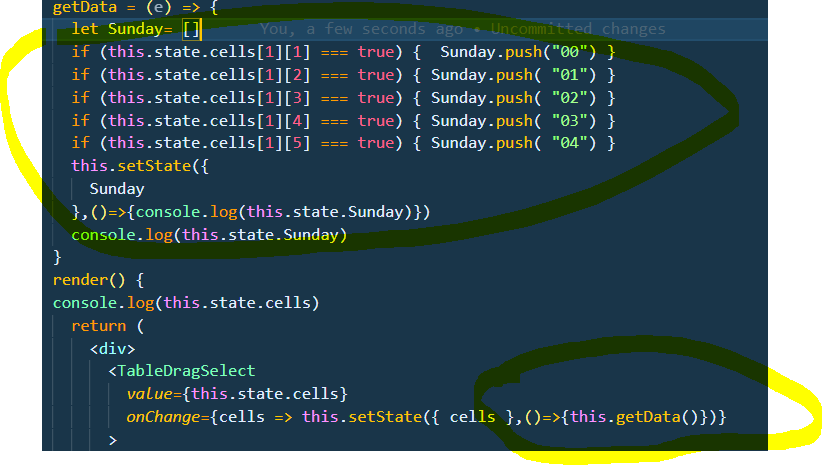 getData = (e) => {
let Sunday= [] You, a few seconds ago • Uncommitted changes
if (this.state.cells[1][1] === true) {  Sunday.push("00") }
if (this.state.cells[1][2] === true) { Sunday.push( "01") }
if (this.state.cells[1][3] === true) { Sunday.push( "02") }
if (this.state.cells[1][4] === true) { Sunday.push( "03") }
if (this.state.cells[1][5] === true) { Sunday.push( "04") }
this.setState({
Sunday
},()=>{console.log(this.state.Sunday)})
console.log(this.state.Sunday)
}
render() {
console.log(this.state.cells)
return (
<div>
<TableDragSelect
value={this.state.cells}
onChange={cells => this.setState({ cells },()=>{this.getData()})}
>